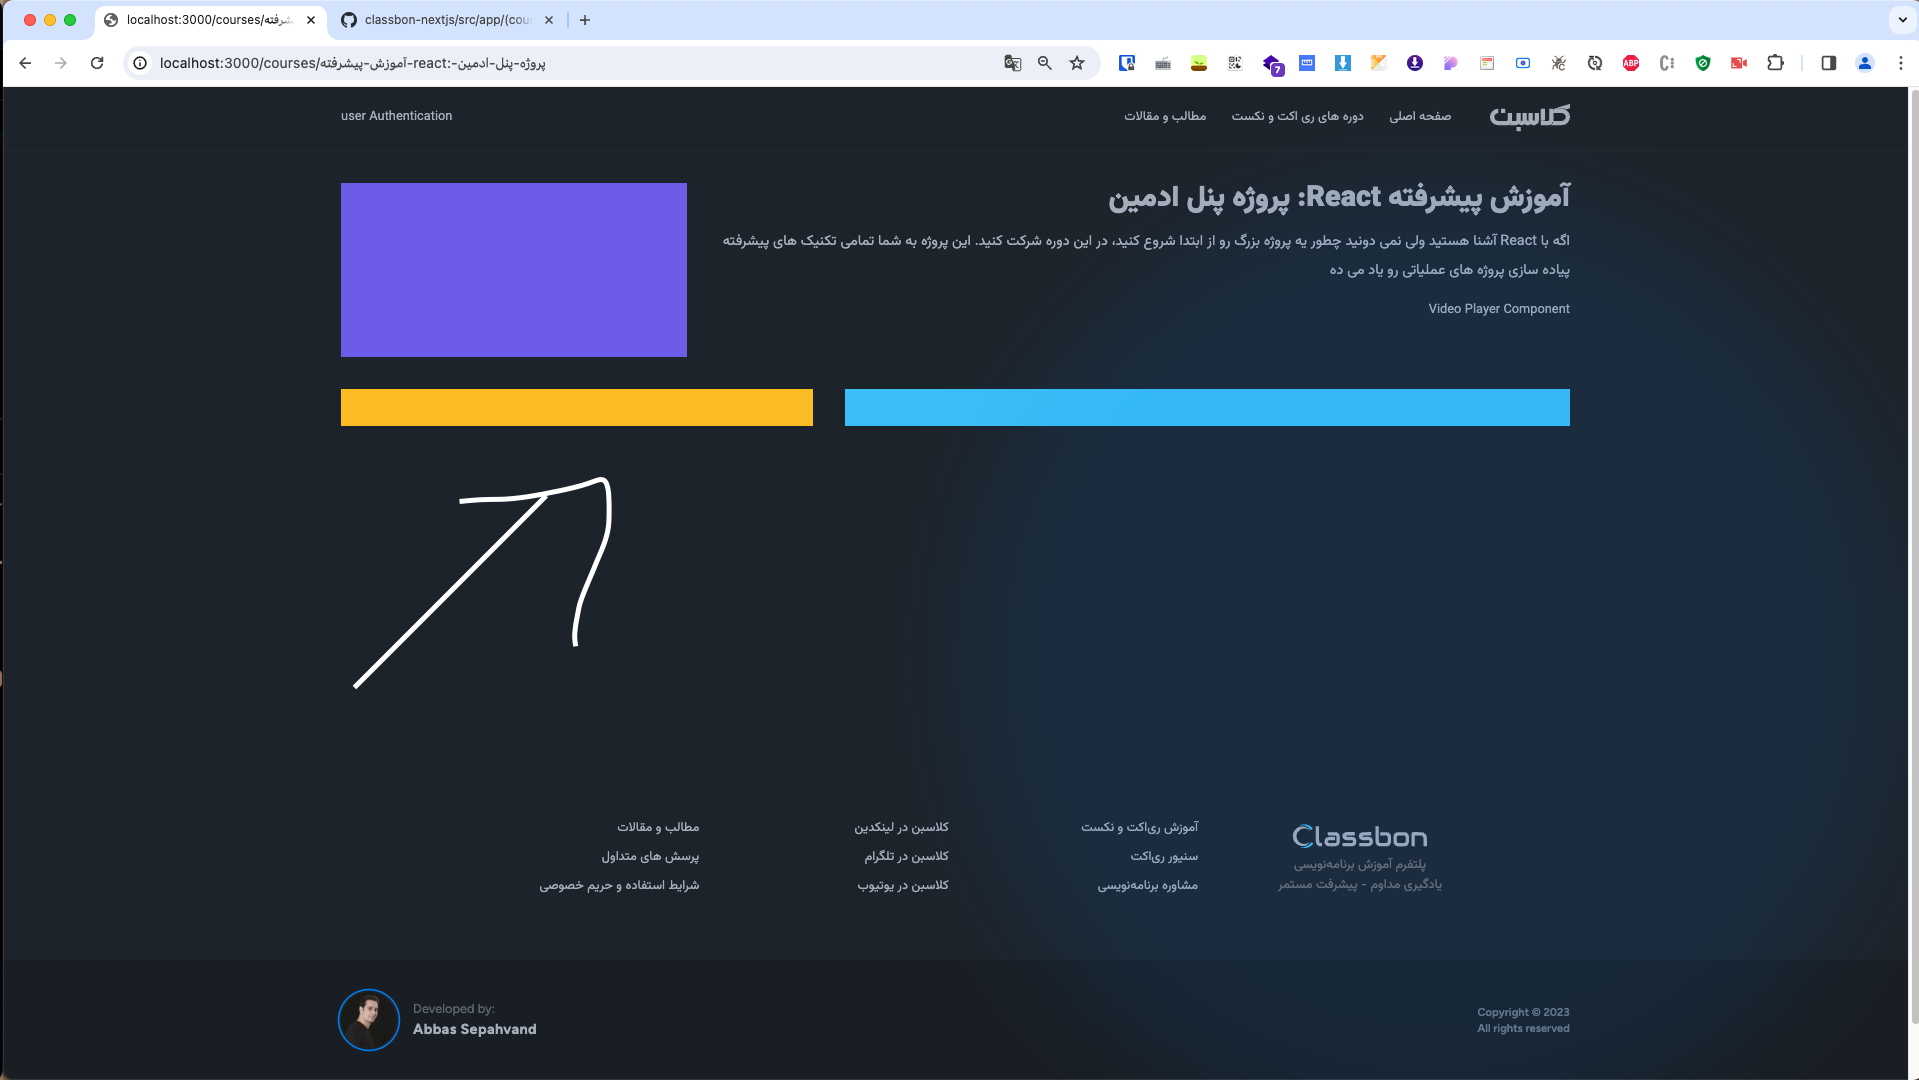 localhost:3000/courses/آموزش-پیشرفته
classbon-nextjs/src/app/(cou
localhost:3000/courses/آموزش-پیشرفته-react:-پروژه-پنل-ادمین
7
ABP
کلاسبن
صفحه اصلی
دوره های ری اکت و نکست
مطالب و مقالات
user Authentication
آموزش پیشرفته React: پروژه پنل ادمین
اگه با React آشنا هستید ولی نمی دونید چطور یه پروژه بزرگ رو از ابتدا شروع کنید، در این دوره شرکت کنید. این پروژه به شما تمامی تکنیک های پیشرفته
پیاده سازی پروژه های عملیاتی رو یاد می ده
Video Player Component
Classbon
پلتفرم آموزش برنامه‌نویسی
یادگیری مداوم - پیشرفت مستمر
آموزش ری‌اکت و نکست
سنیور ری‌اکت
مشاوره برنامه‌نویسی
کلاسبن در لینکدین
کلاسبن در تلگرام
کلاسبن در یوتیوب
مطالب و مقالات
پرسش های متداول
شرایط استفاده و حریم خصوصی
Developed by:
Abbas Sepahvand
Copyright © 2023
All rights reserved